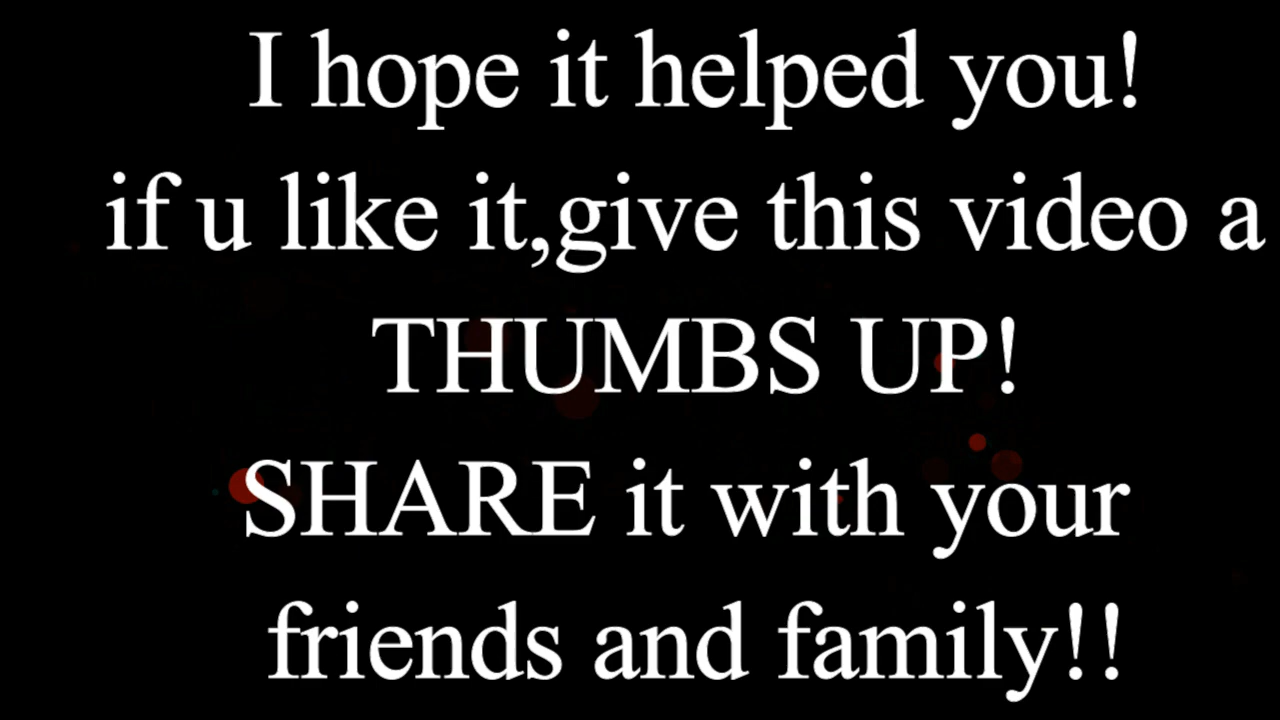 I hope it helped you!
if u like it,give this video a
THUMBS UP!
SHARE it with your
friends and family!!